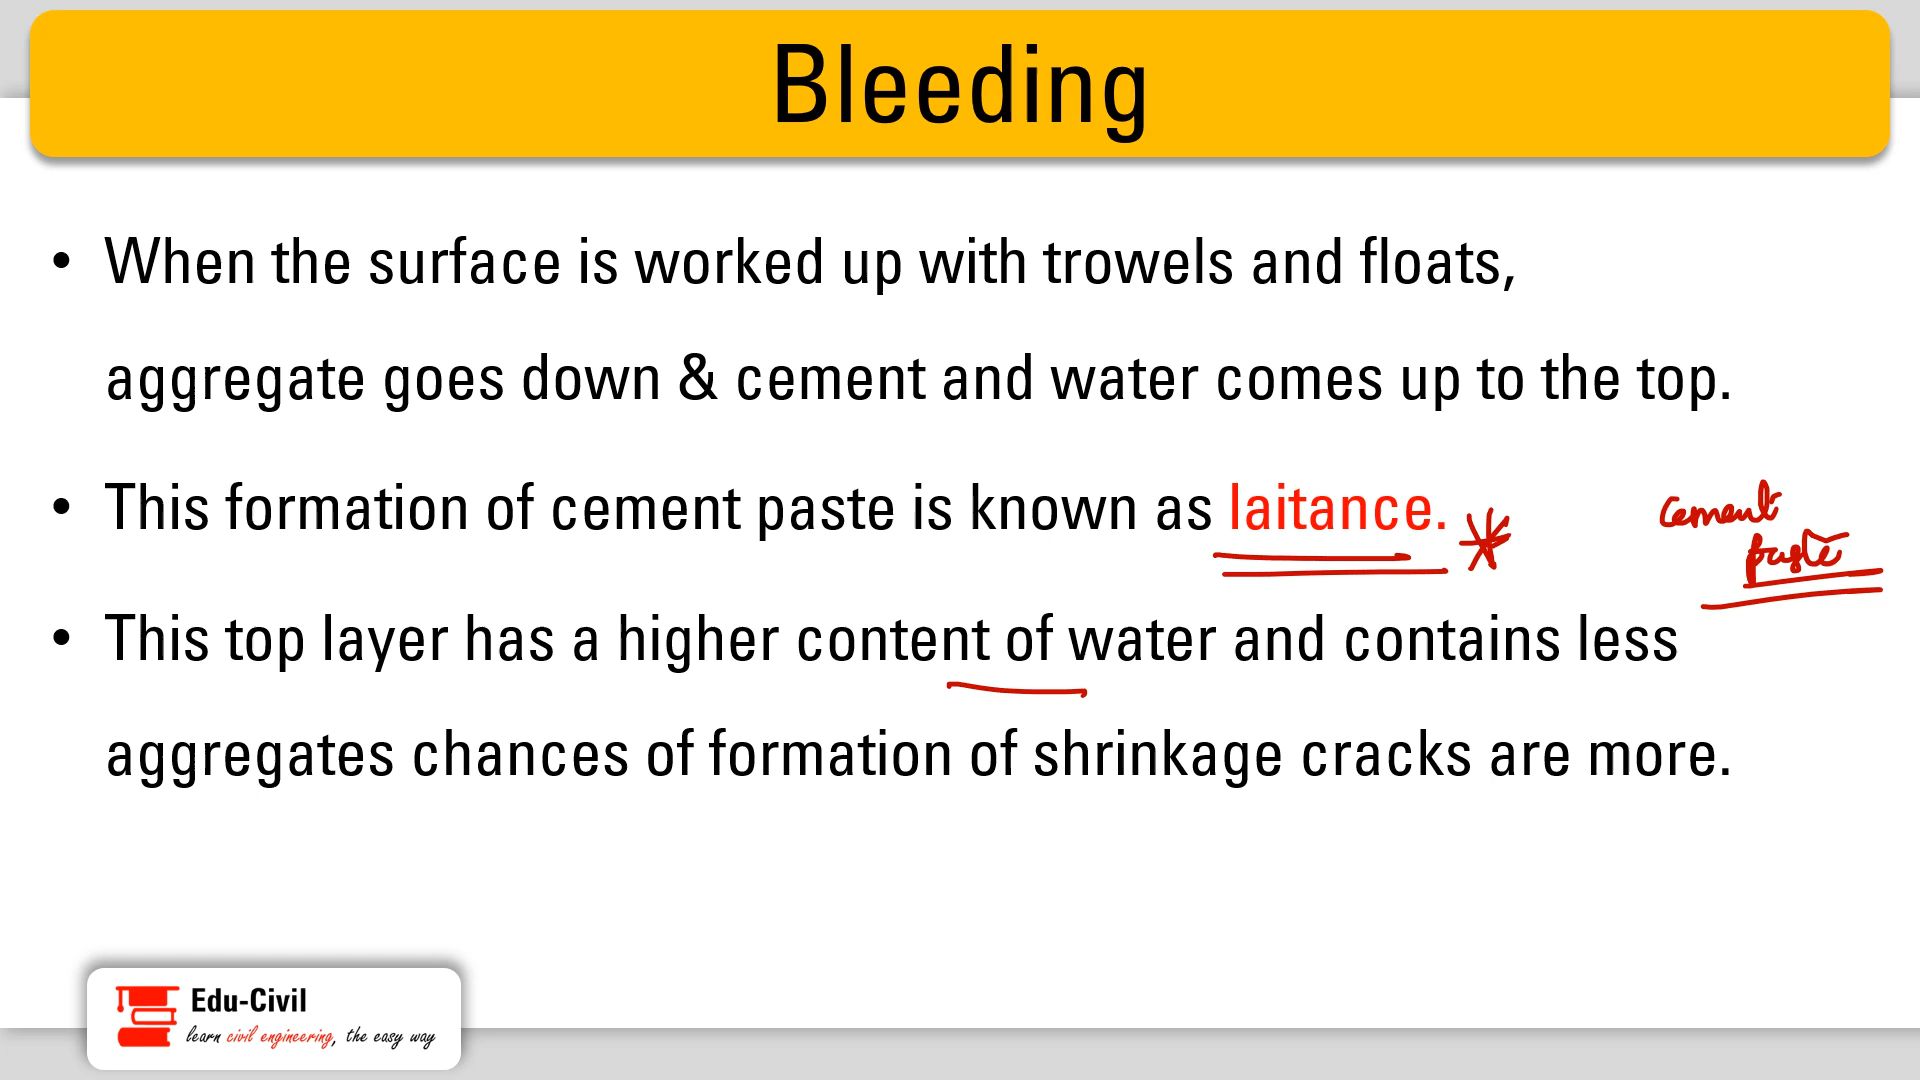 Bleeding
• When the surface is worked up with trowels and floats,
aggregate goes down & cement and water comes up to the top.
• This formation of cement paste is known as laitance.
cement
paste
• This top layer has a higher content of water and contains less
aggregates chances of formation of shrinkage cracks are more.
Edu-Civil
learn civil engineering, the easy way